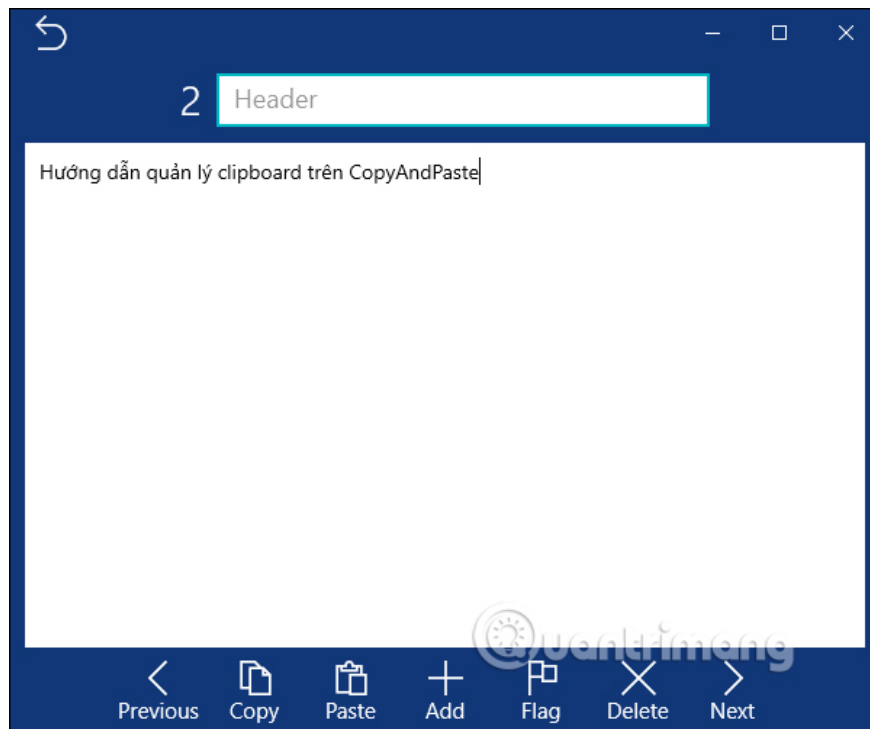 2 Header
Hướng dẫn quản lý clipboard trên CopyAndPaste
Quantrimang
Previous Copy Paste Add Flag Delete Next